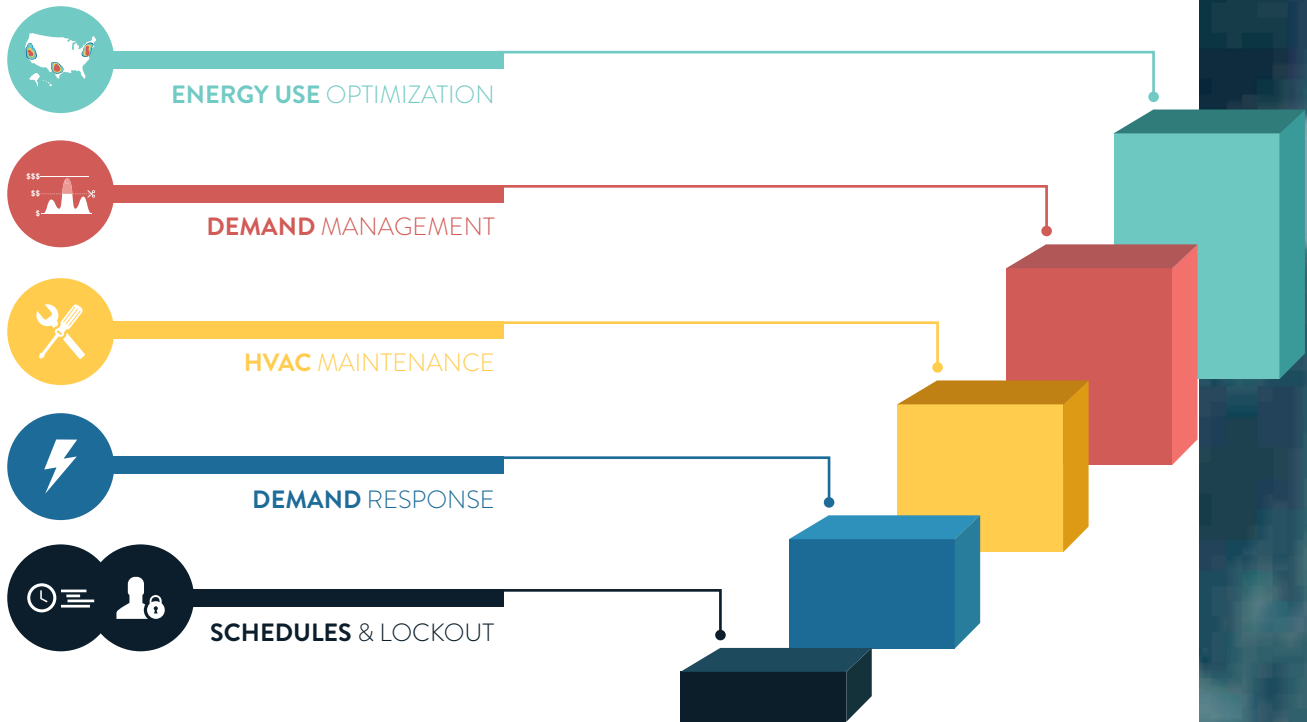 ENERGY USE OPTIMIZATION
$$$
$$
$
DEMAND MANAGEMENT
HVAC MAINTENANCE
DEMAND RESPONSE
SCHEDULES & LOCKOUT